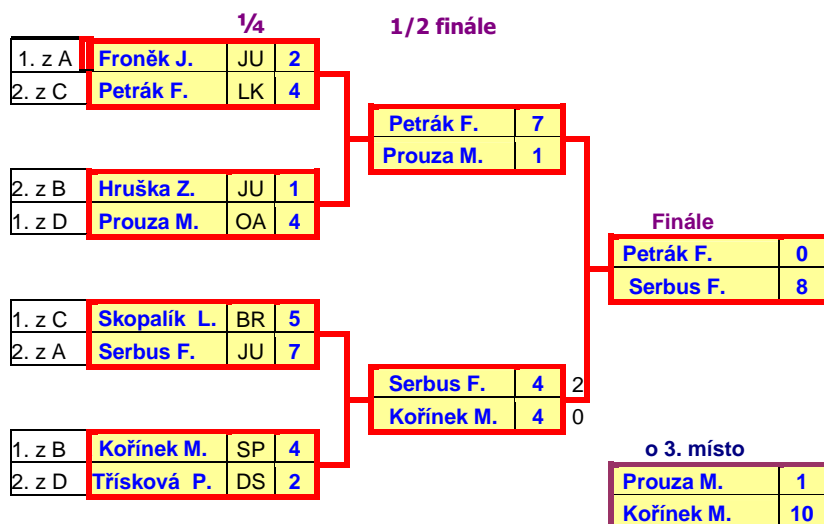 ¼
1/2 finále
1. z A Froněk J. JU 2
2. z C Petrák F. LK 4
Petrák F. 7
Prouza M. 1
2. z B Hruška Z. JU 1
1. z D Prouza M. OA 4
Finále
Petrák F. 0
Serbus F. 8
1. z C Skopalík L. BR 5
2. z A Serbus F. JU 7
Serbus F. 4 2
Kořínek M. 4 0
1. z B Kořínek M. SP 4
2. z D Třísková P. DS 2
o 3. místo
Prouza M. 1
Kořínek M. 10